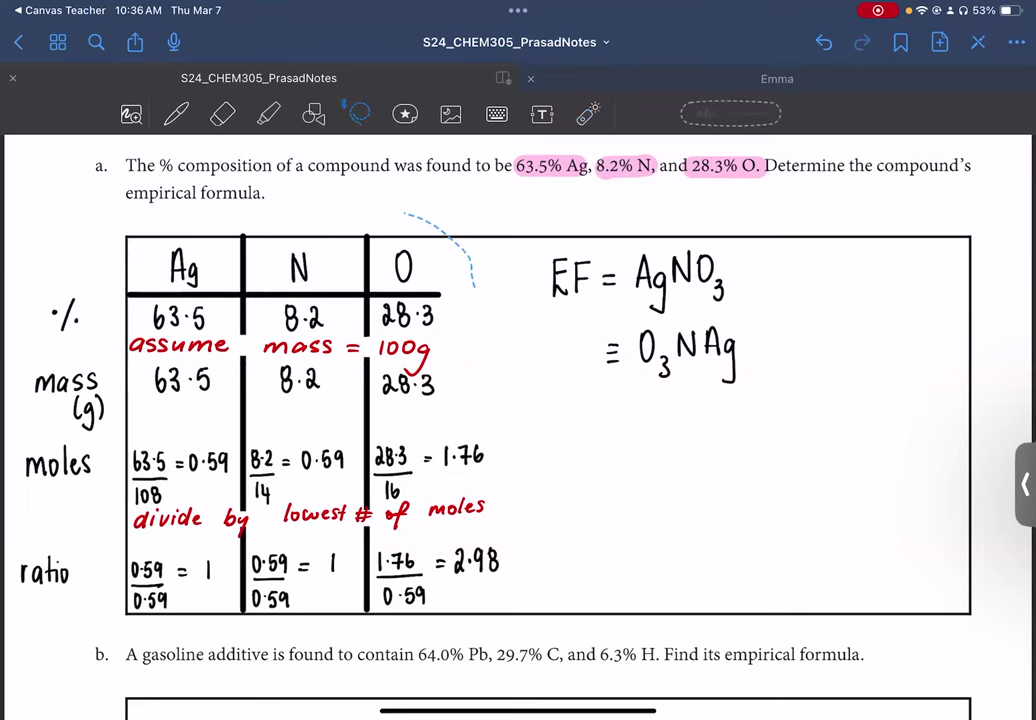 Canvas Teacher 10:36 AM Thu Mar 7 53%
S24_CHEM305_PrasadNotes
S24_CHEM305_PrasadNotes Emma
a. The % composition of a compound was found to be 63.5% Ag, 8.2% N, and 28.3% O. Determine the compound's
empirical formula.
Ag N O
EF = AgNO₃
% 63.5 8.2 28.3
assume mass = 100g
≡ O₃NAg
mass (g) 63.5 8.2 28.3
moles 63.5/108 = 0.59 8.2/14 = 0.59 28.3/16 = 1.76
divide by lowest # of moles
ratio 0.59/0.59 = 1 0.59/0.59 = 1 1.76/0.59 = 2.98
b. A gasoline additive is found to contain 64.0% Pb, 29.7% C, and 6.3% H. Find its empirical formula.